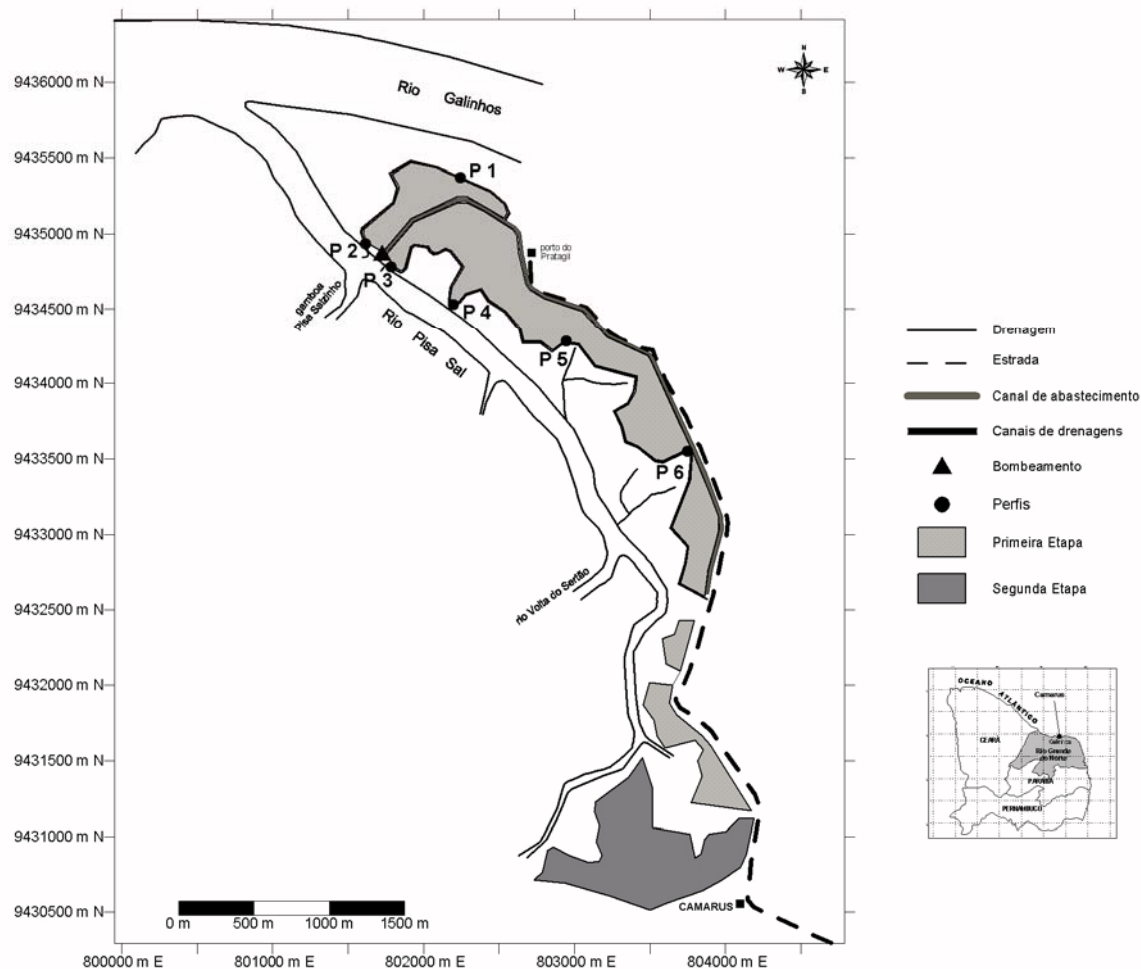 9436000 m N
9435500 m N
9435000 m N
9434500 m N
9434000 m N
9433500 m N
9433000 m N
9432500 m N
9432000 m N
9431500 m N
9431000 m N
9430500 m N
N
W E
S
Rio Galinhos
P 1
P 2
P 3
porto do
Pratagil
gamboa
Pisa Salzinho
P 4
Rio Pisa Sal
P 5
P 6
rio Volta do Sertão
CAMARUS
0 m 500 m 1000 m 1500 m
800000 m E 801000 m E 802000 m E 803000 m E 804000 m E
Drenagem
Estrada
Canal de abastecimento
Canais de drenagens
Bombeamento
Perfis
Primeira Etapa
Segunda Etapa
OCEANO ATLÂNTICO
Camarus
CEARÁ
Rio Grande
do Norte
PARAÍBA
PERNAMBUCO